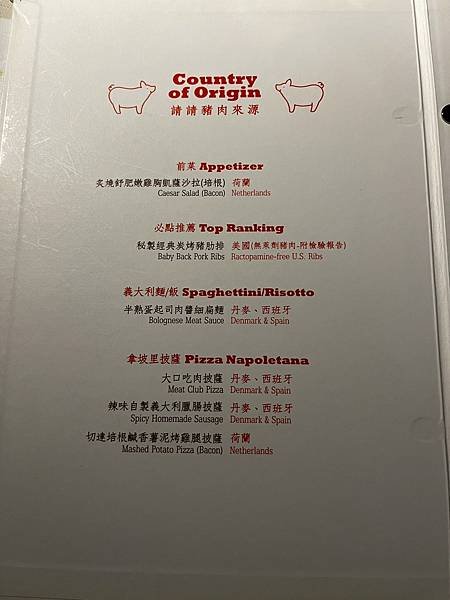 Country
of Origin
請請豬肉來源
前菜 Appetizer
炙燒舒肥嫩雞胸凱薩沙拉(培根) 荷蘭
Caesar Salad (Bacon) Netherlands
必點推薦 Top Ranking
秘製經典炭烤豬肋排 美國(無萊劑豬肉-附檢驗報告)
Baby Back Pork Ribs Ractopamine-free U.S. Ribs
義大利麵/飯 Spaghettini/Risotto
半熟蛋起司肉醬細扁麵 丹麥、西班牙
Bolognese Meat Sauce Denmark & Spain
拿坡里披薩 Pizza Napoletana
大口吃肉披薩 丹麥、西班牙
Meat Club Pizza Denmark & Spain
辣味自製義大利臘腸披薩 丹麥、西班牙
Spicy Homemade Sausage Denmark & Spain
切達培根鹹香薯泥烤雞腿披薩 荷蘭
Mashed Potato Pizza (Bacon) Netherlands